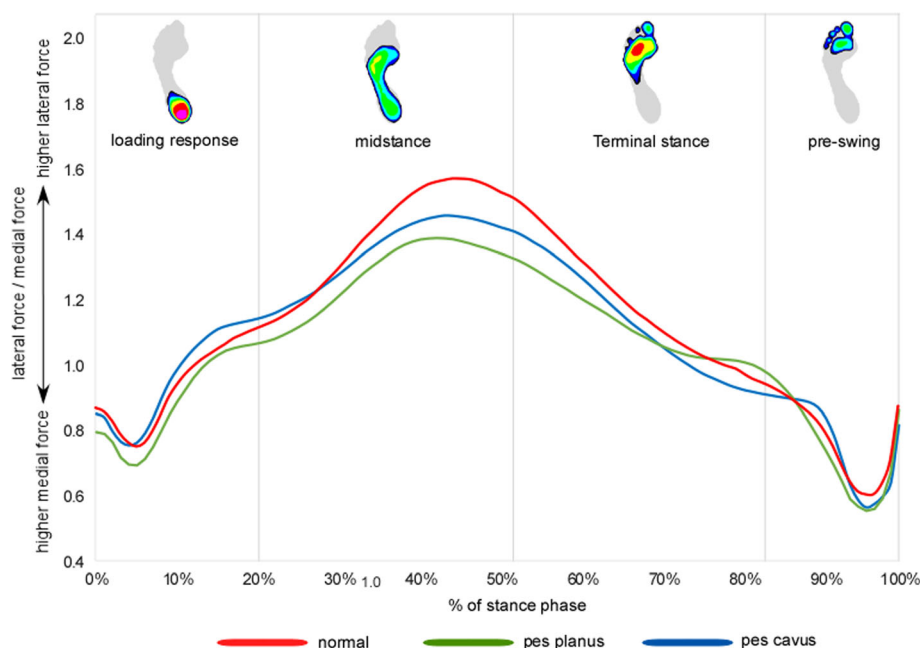 2.0
1.8
1.6
1.4
1.2
1.0
0.8
0.6
0.4
higher lateral force
lateral force / medial force
higher medial force
loading response
midstance
Terminal stance
pre-swing
0% 10% 20% 30% 1.0 40% 50% 60% 70% 80% 90% 100%
% of stance phase
normal pes planus pes cavus